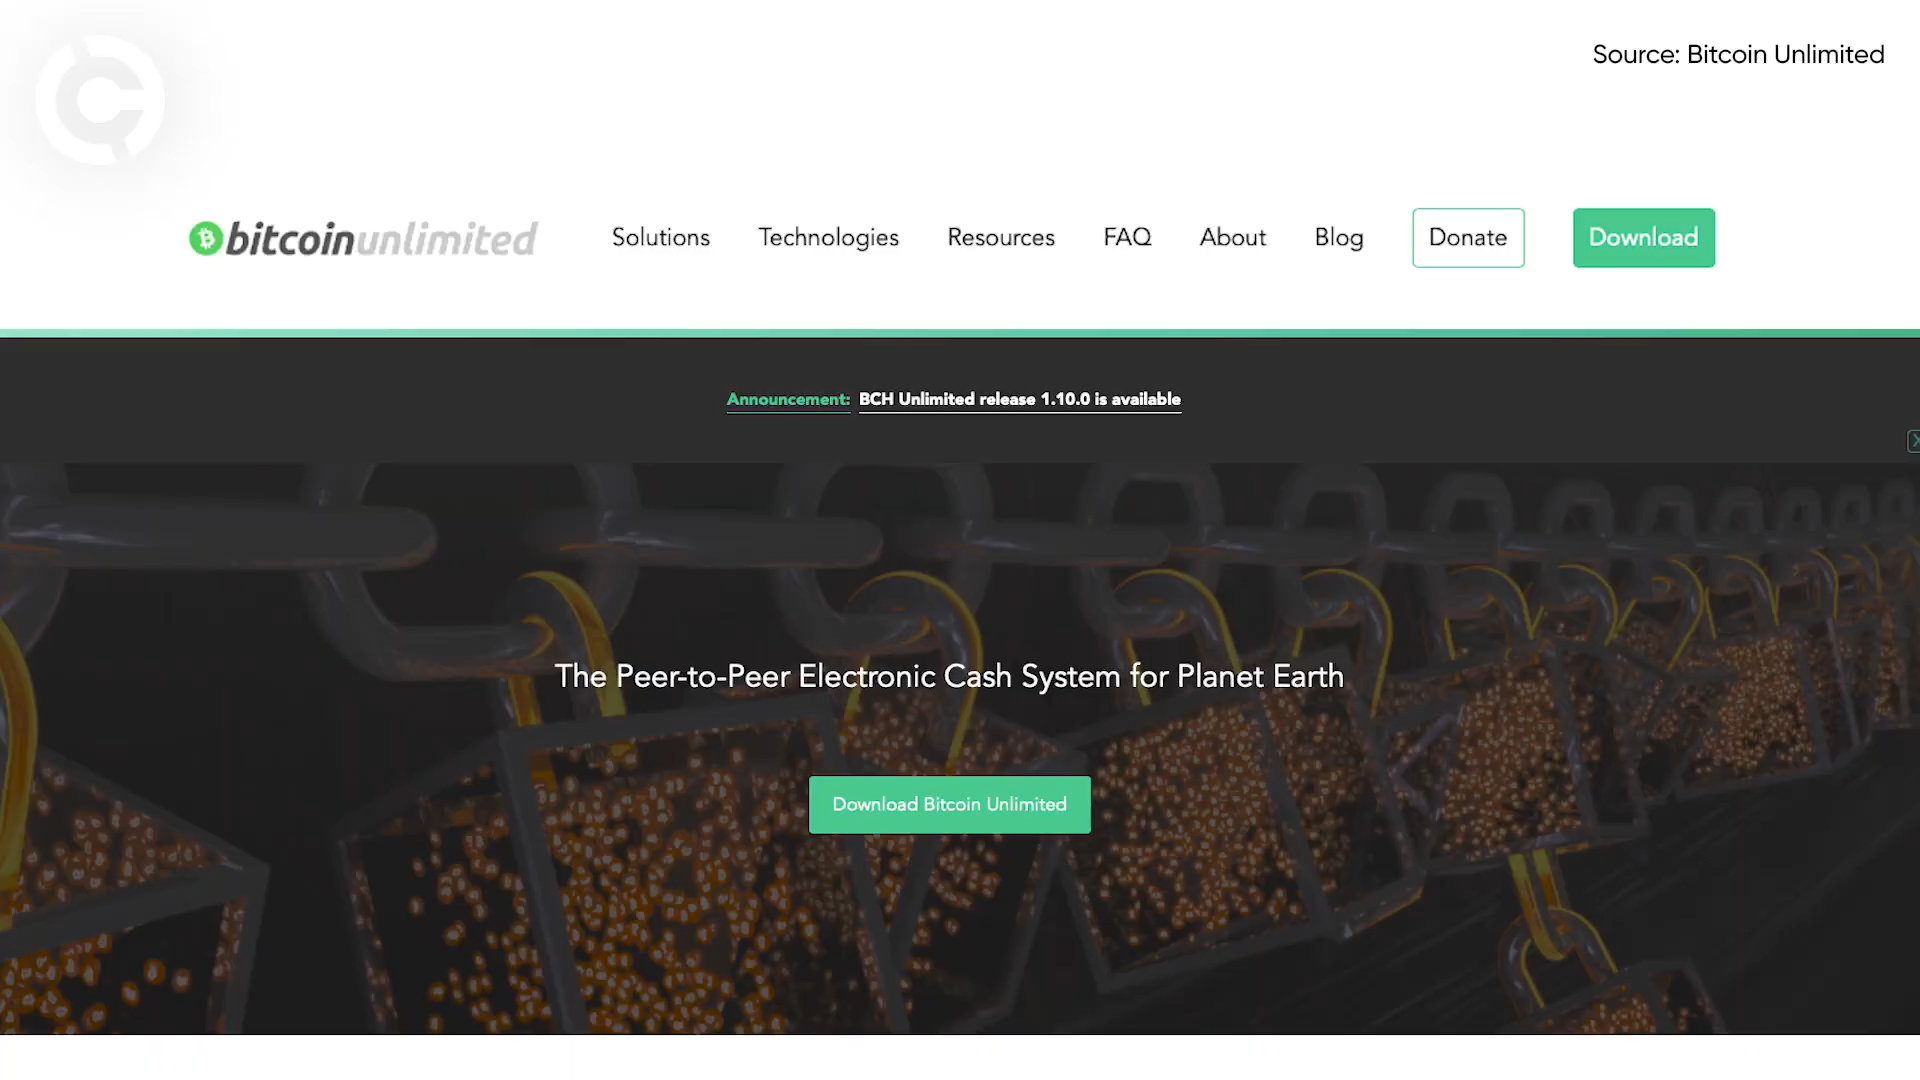 Source: Bitcoin Unlimited
bitcoinunlimited
Solutions
Technologies
Resources
FAQ
About
Blog
Donate
Download
Announcement: BCH Unlimited release 1.10.0 is available
X
The Peer-to-Peer Electronic Cash System for Planet Earth
Download Bitcoin Unlimited